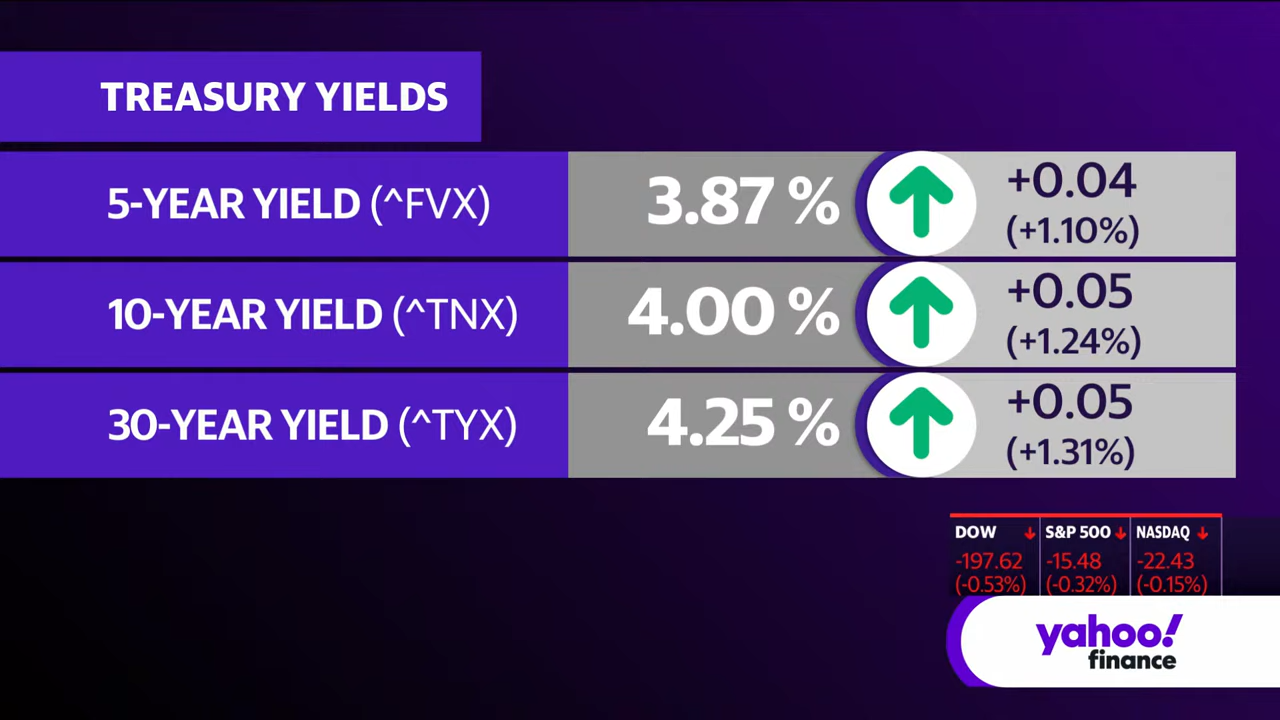 TREASURY YIELDS
5-YEAR YIELD (^FVX) 3.87 % +0.04
(+1.10%)
10-YEAR YIELD (^TNX) 4.00 % +0.05
(+1.24%)
30-YEAR YIELD (^TYX) 4.25 % +0.05
(+1.31%)
DOW S&P 500 NASDAQ
-197.62 -15.48 -22.43
(-0.53%) (-0.32%) (-0.15%)
yahoo!
finance